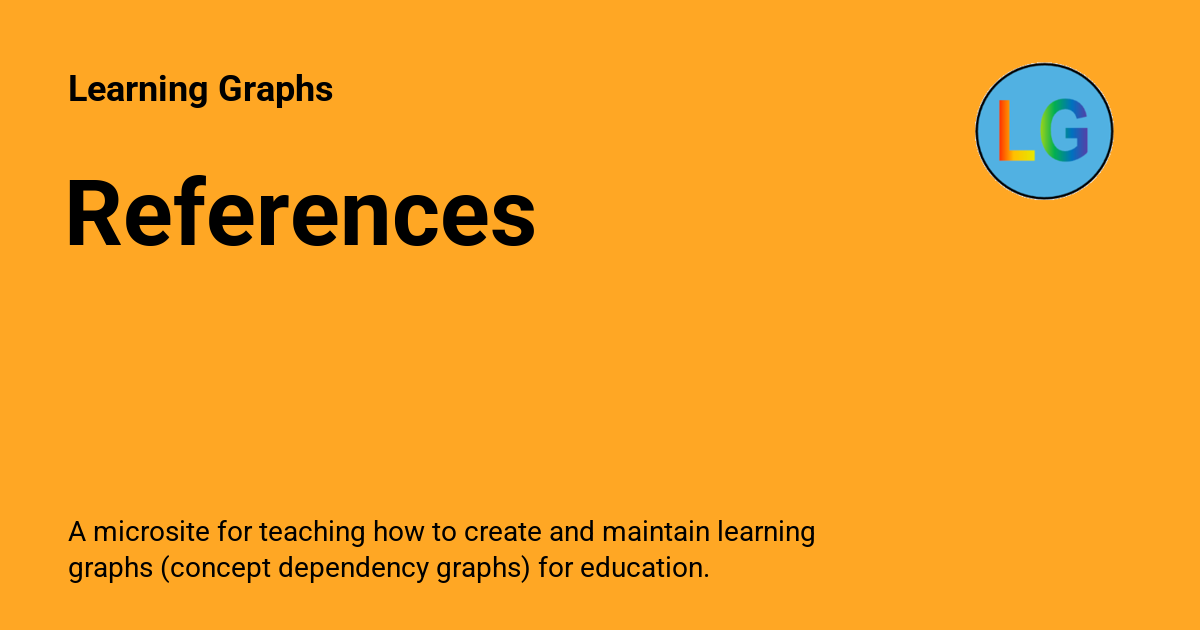 Learning Graphs
LG
References
A microsite for teaching how to create and maintain learning
graphs (concept dependency graphs) for education.